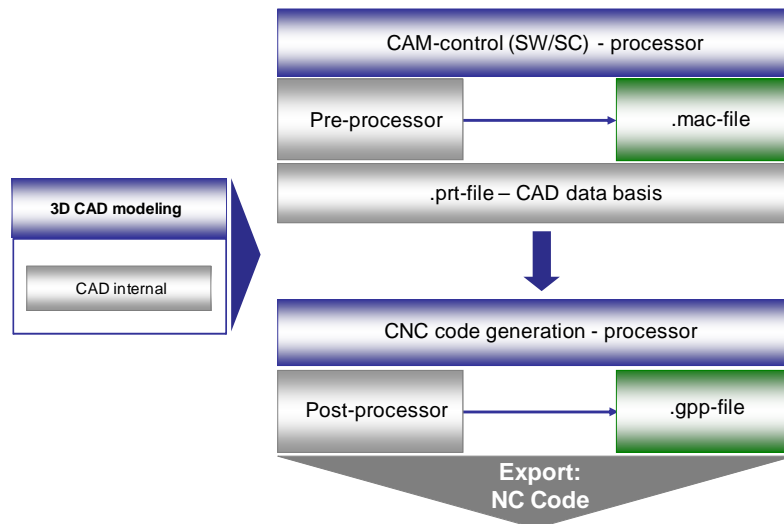 CAM-control (SW/SC) - processor
Pre-processor
.mac-file
.prt-file – CAD data basis
3D CAD modeling
CAD internal
CNC code generation - processor
Post-processor
.gpp-file
Export:
NC Code